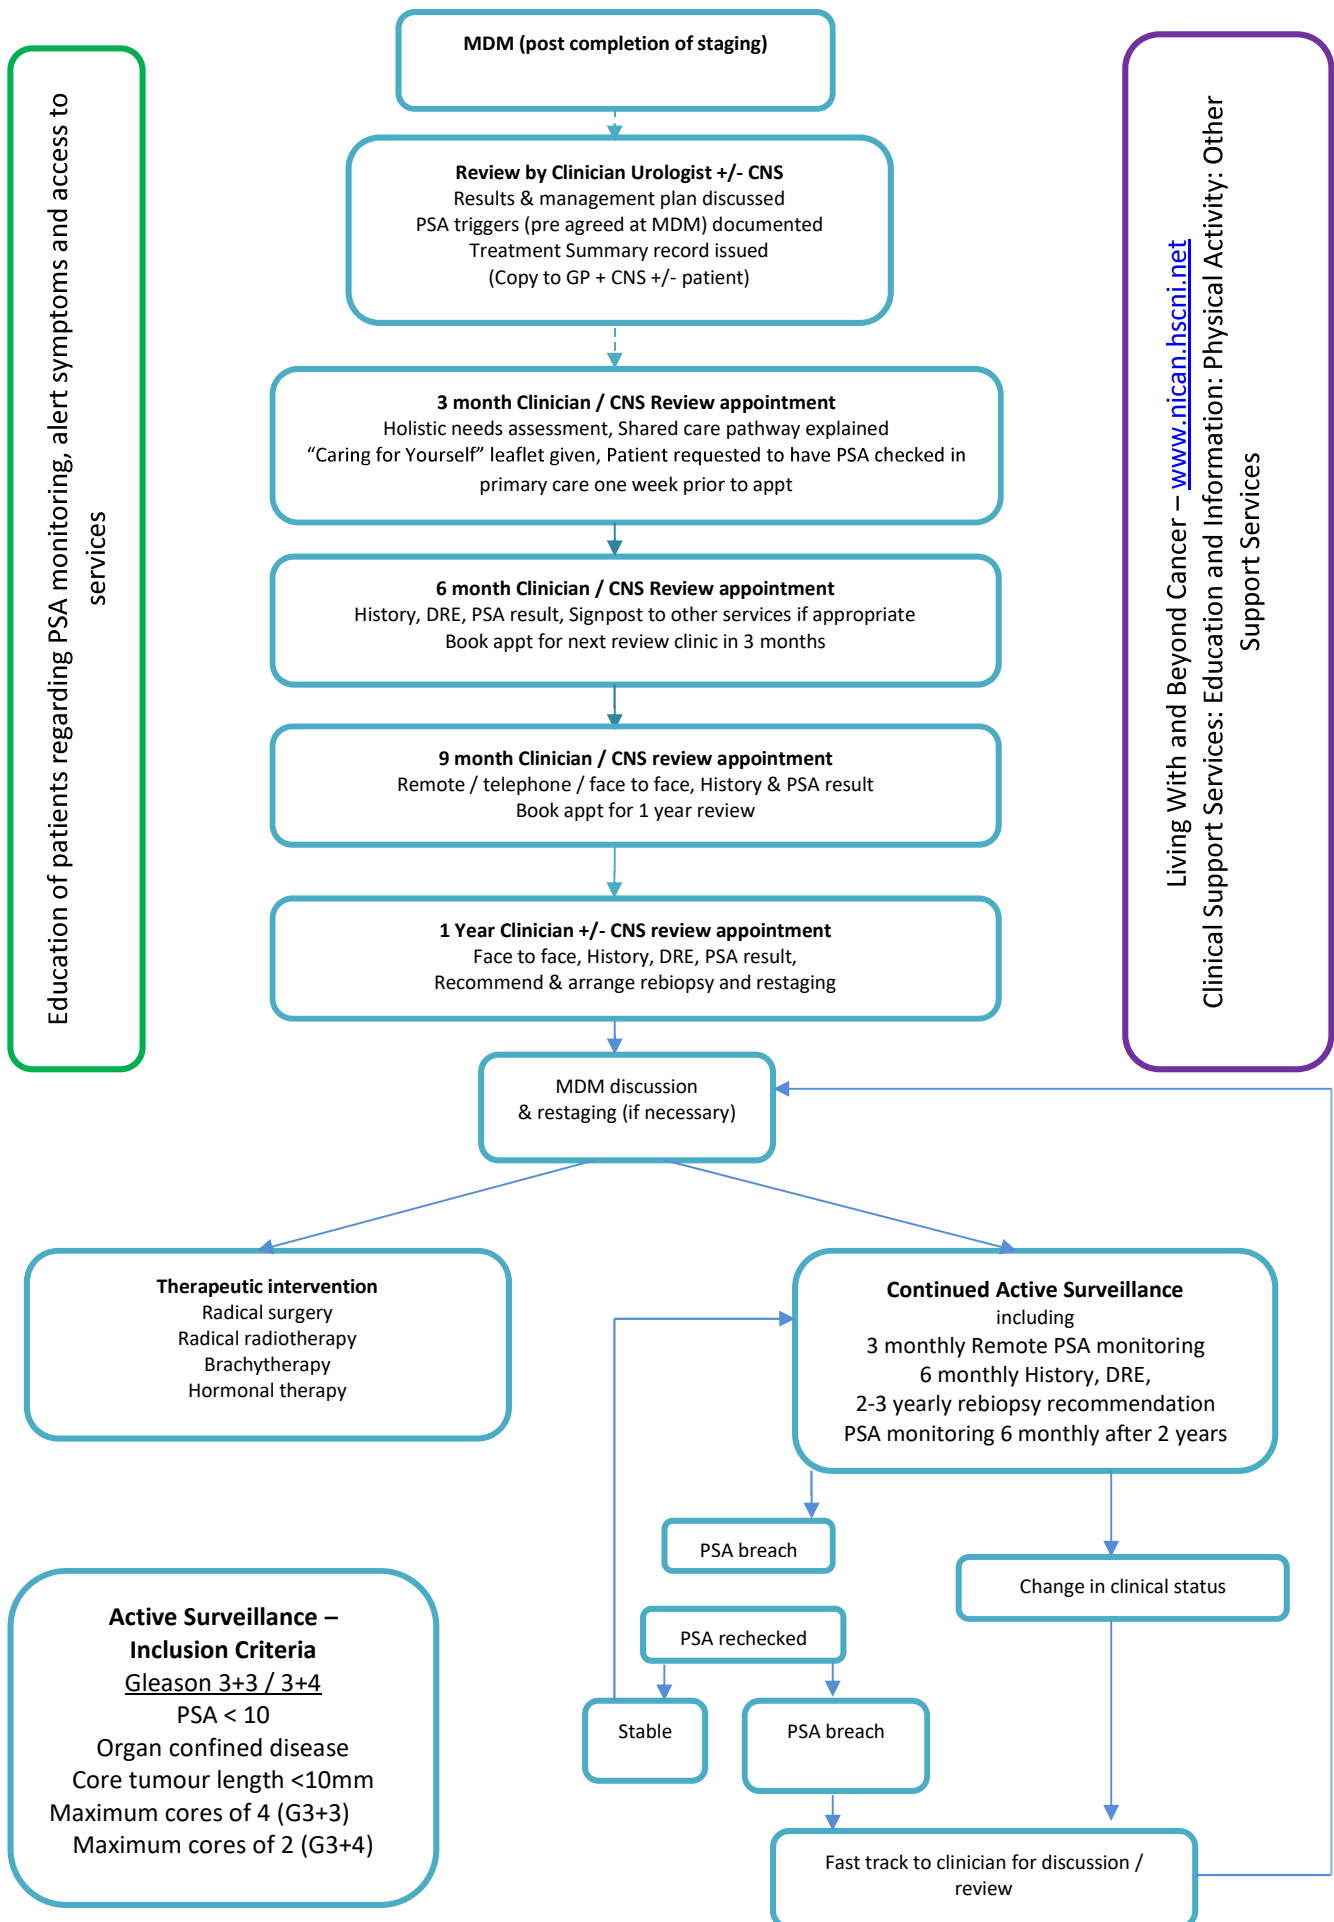 MDM (post completion of staging)
Education of patients regarding PSA monitoring, alert symptoms and access to
services
Living With and Beyond Cancer – www.nican.hscni.net
Clinical Support Services: Education and Information: Physical Activity: Other
Support Services
Review by Clinician Urologist +/- CNS
Results & management plan discussed
PSA triggers (pre agreed at MDM) documented
Treatment Summary record issued
(Copy to GP + CNS +/- patient)
3 month Clinician / CNS Review appointment
Holistic needs assessment, Shared care pathway explained
“Caring for Yourself” leaflet given, Patient requested to have PSA checked in
primary care one week prior to appt
6 month Clinician / CNS Review appointment
History, DRE, PSA result, Signpost to other services if appropriate
Book appt for next review clinic in 3 months
9 month Clinician / CNS review appointment
Remote / telephone / face to face, History & PSA result
Book appt for 1 year review
1 Year Clinician +/- CNS review appointment
Face to face, History, DRE, PSA result,
Recommend & arrange rebiopsy and restaging
MDM discussion
& restaging (if necessary)
Therapeutic intervention
Radical surgery
Radical radiotherapy
Brachytherapy
Hormonal therapy
Continued Active Surveillance
including
3 monthly Remote PSA monitoring
6 monthly History, DRE,
2-3 yearly rebiopsy recommendation
PSA monitoring 6 monthly after 2 years
PSA breach
Change in clinical status
PSA rechecked
Stable
PSA breach
Fast track to clinician for discussion /
review
Active Surveillance –
Inclusion Criteria
Gleason 3+3 / 3+4
PSA < 10
Organ confined disease
Core tumour length <10mm
Maximum cores of 4 (G3+3)
Maximum cores of 2 (G3+4)